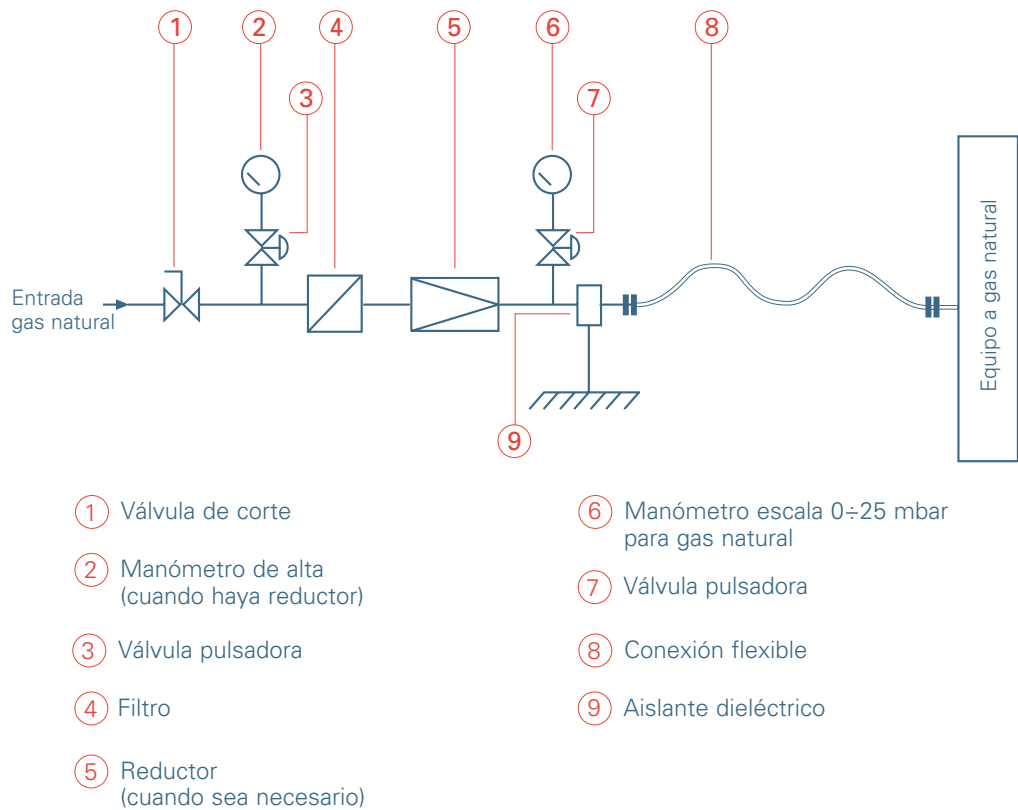 1 2 4 5 6 8
3 7
Entrada
gas natural
Equipo a gas natural
9
1 Válvula de corte
2 Manómetro de alta
(cuando haya reductor)
3 Válvula pulsadora
4 Filtro
5 Reductor
(cuando sea necesario)
6 Manómetro escala 0÷25 mbar
para gas natural
7 Válvula pulsadora
8 Conexión flexible
9 Aislante dieléctrico